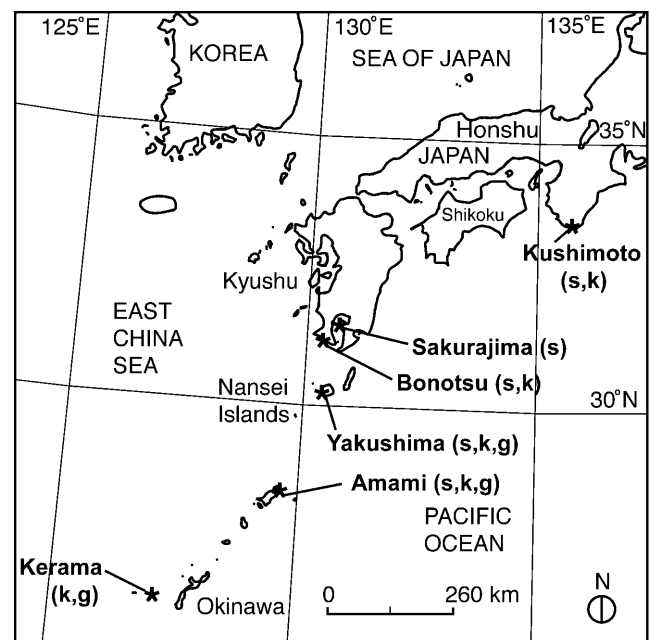 125°E
130°E
135°E
KOREA
SEA OF JAPAN
Honshu
35°N
JAPAN
Shikoku
Kushimoto
(s,k)
Kyushu
EAST
CHINA
SEA
Sakurajima (s)
Bonotsu (s,k)
Nansei
Islands
30°N
Yakushima (s,k,g)
Amami (s,k,g)
PACIFIC
OCEAN
Kerama
(k,g)
Okinawa
0
260 km
N